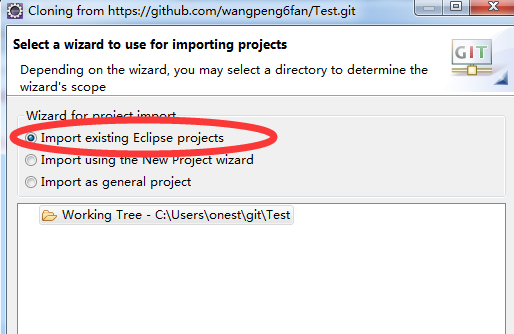 Cloning from https://github.com/wangpeng6fan/Test.git
Select a wizard to use for importing projects
Depending on the wizard, you may select a directory to determine the
wizard's scope
GIT
Wizard for project import
Import existing Eclipse projects
Import using the New Project wizard
Import as general project
Working Tree - C:\Users\onest\git\Test